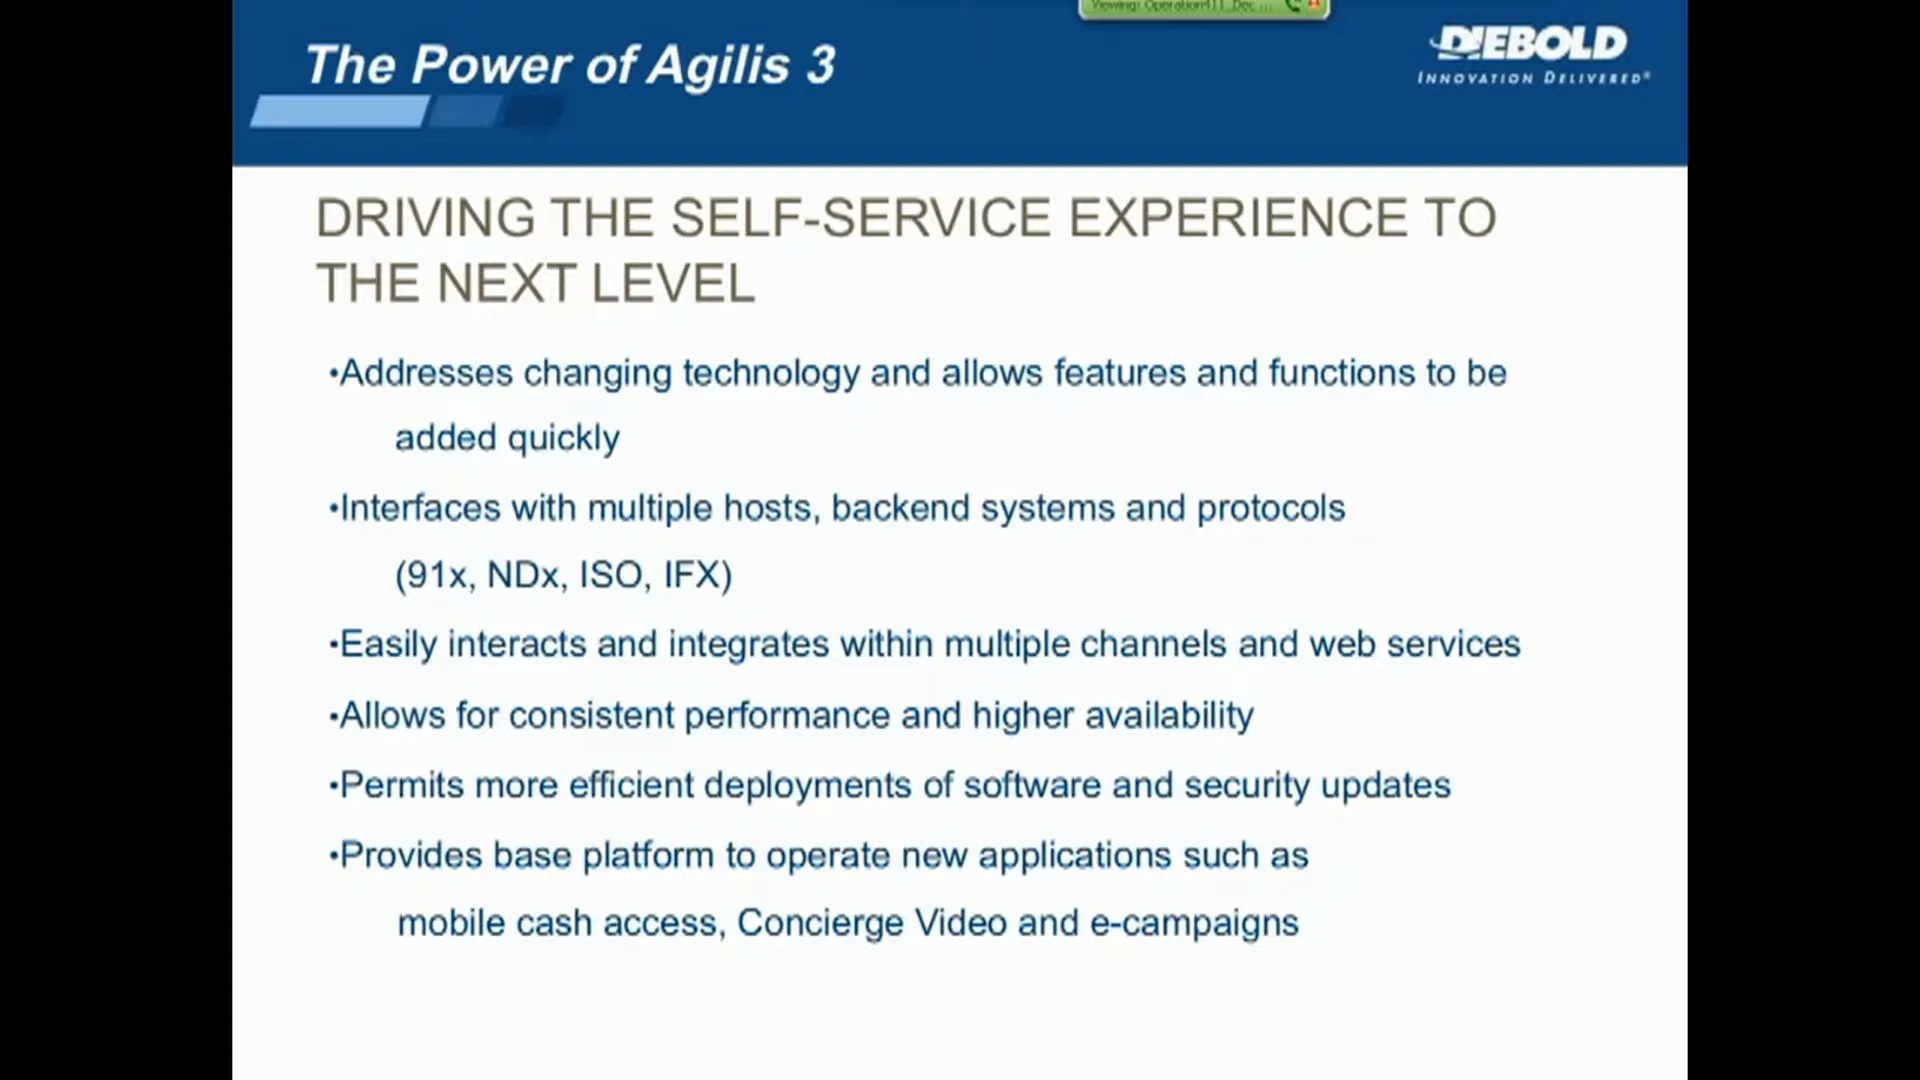 Viewing: Operation411_Dec ...
The Power of Agilis 3
DIEBOLD
INNOVATION DELIVERED®
DRIVING THE SELF-SERVICE EXPERIENCE TO
THE NEXT LEVEL
•Addresses changing technology and allows features and functions to be
added quickly
•Interfaces with multiple hosts, backend systems and protocols
(91x, NDx, ISO, IFX)
•Easily interacts and integrates within multiple channels and web services
•Allows for consistent performance and higher availability
•Permits more efficient deployments of software and security updates
•Provides base platform to operate new applications such as
mobile cash access, Concierge Video and e-campaigns